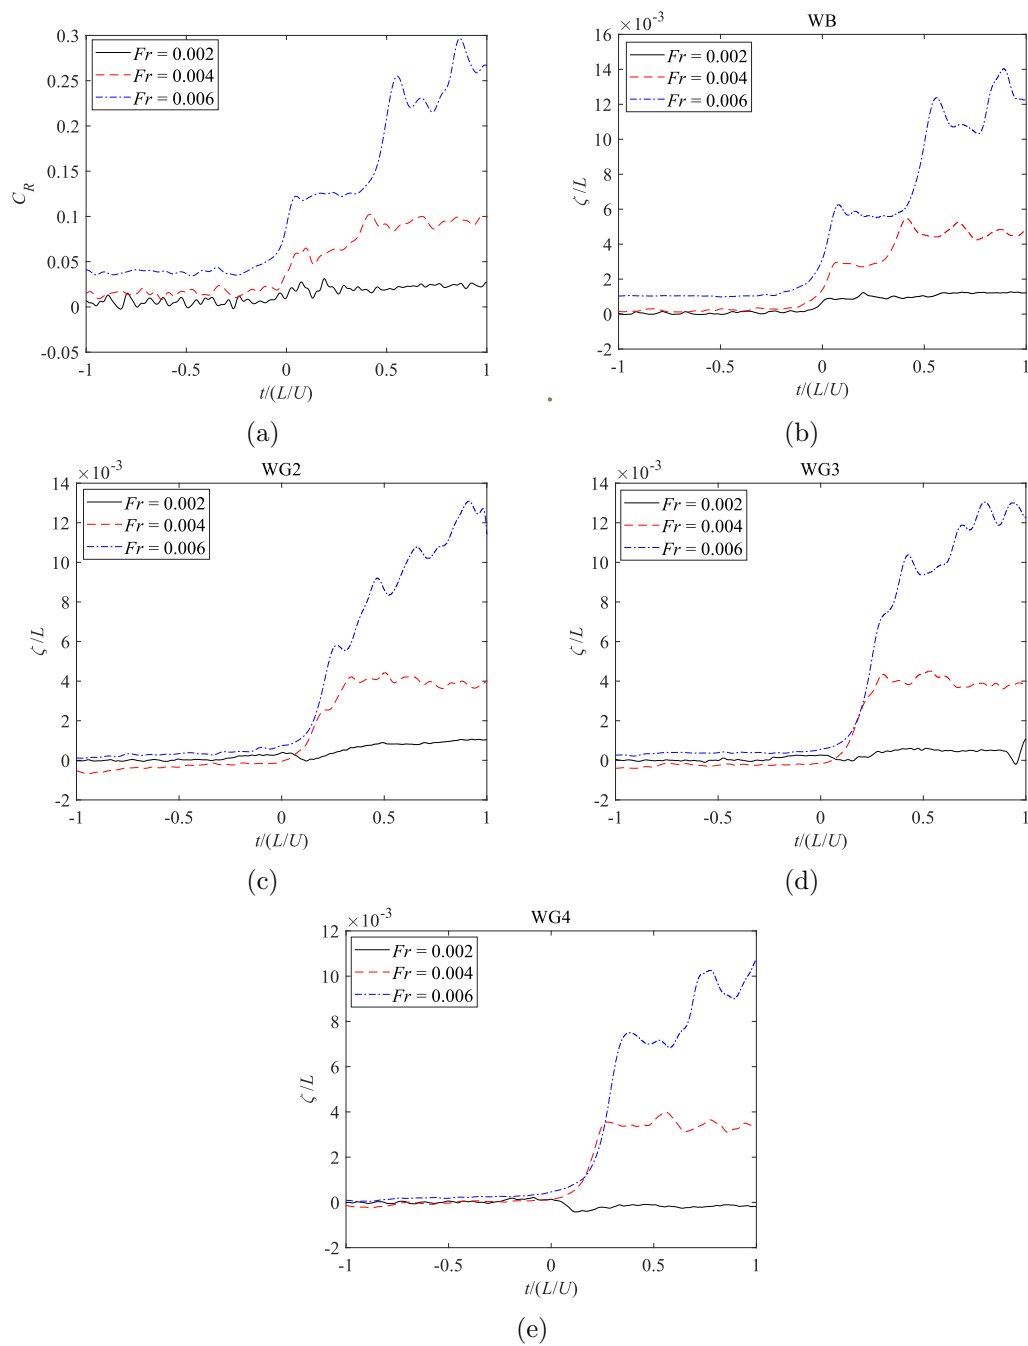 0.3
0.25
0.2
0.15
0.1
0.05
0
-0.05
C_R
Fr = 0.002
Fr = 0.004
Fr = 0.006
-1 -0.5 0 0.5 1
t/(L/U)
(a)
×10⁻³ WB
16
14
12
10
8
6
4
2
0
-2
ζ/L
Fr = 0.002
Fr = 0.004
Fr = 0.006
-1 -0.5 0 0.5 1
t/(L/U)
(b)
×10⁻³ WG2
14
12
10
8
6
4
2
0
-2
ζ/L
Fr = 0.002
Fr = 0.004
Fr = 0.006
-1 -0.5 0 0.5 1
t/(L/U)
(c)
×10⁻³ WG3
14
12
10
8
6
4
2
0
-2
ζ/L
Fr = 0.002
Fr = 0.004
Fr = 0.006
-1 -0.5 0 0.5 1
t/(L/U)
(d)
×10⁻³ WG4
12
10
8
6
4
2
0
-2
ζ/L
Fr = 0.002
Fr = 0.004
Fr = 0.006
-1 -0.5 0 0.5 1
t/(L/U)
(e)